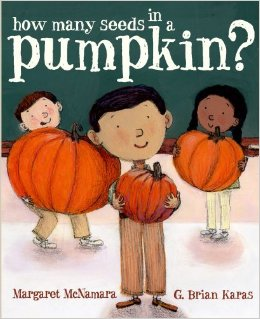 how many seeds in a
pumpkin?
Margaret McNamara
G. Brian Karas